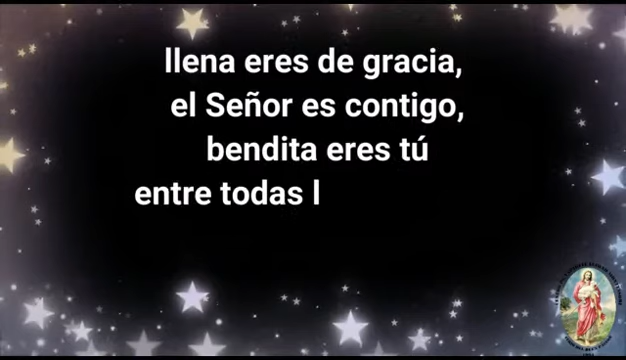 llena eres de gracia,
el Señor es contigo,
bendita eres tú
entre todas l